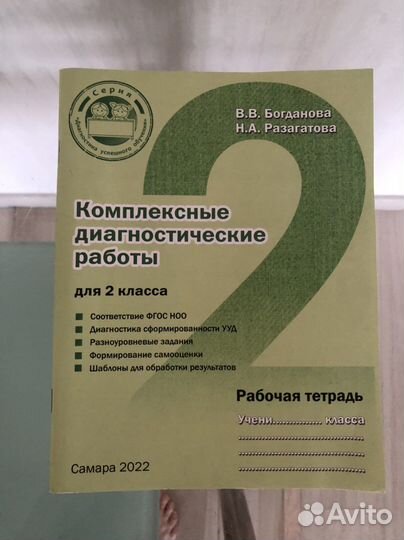 Серия
«Диагностика успешного обучения»
В.В. Богданова
Н.А. Разагатова
2
Комплексные
диагностические
работы
для 2 класса
Соответствие ФГОС НОО
Диагностика сформированности УУД
Разноуровневые задания
Формирование самооценки
Шаблоны для обработки результатов
Рабочая тетрадь
Учени............... класса
Самара 2022
Avito